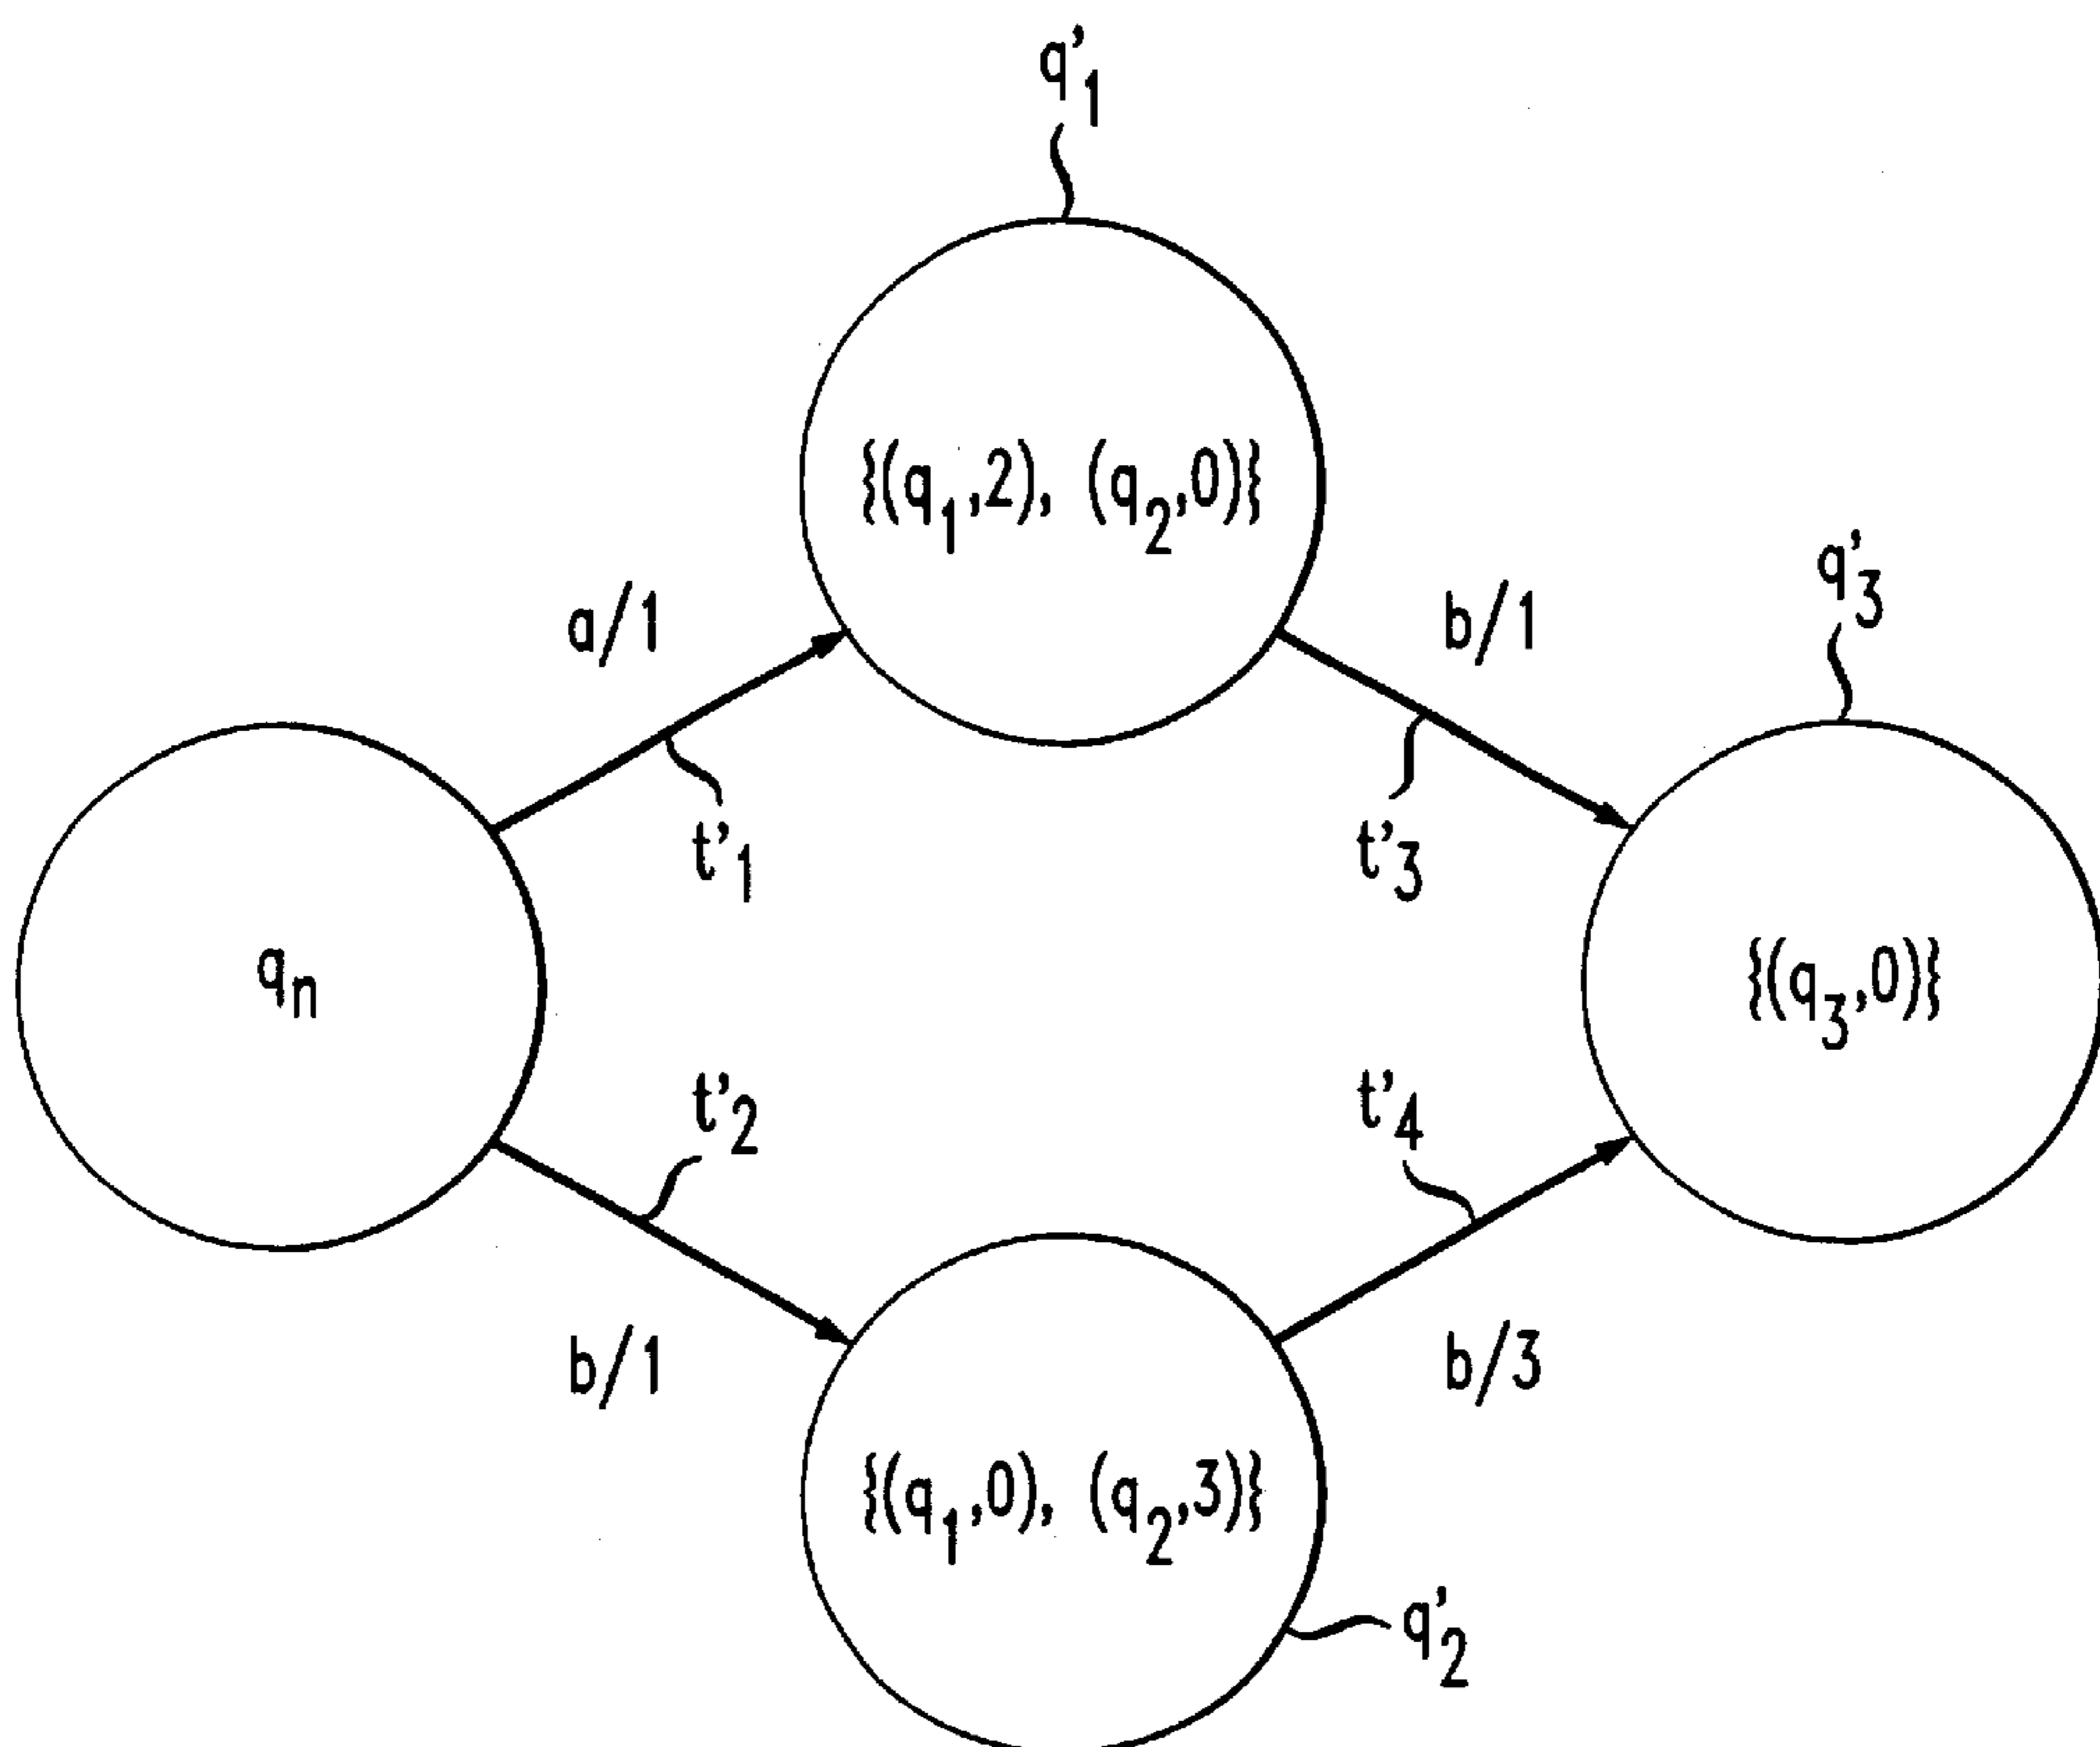 q'1
{(q1,2), (q2,0)}
q'3
a/1
b/1
t'1
t'3
qn
{(q3,0)}
t'2
t'4
b/1
b/3
{(q1,0), (q2,3)}
q'2